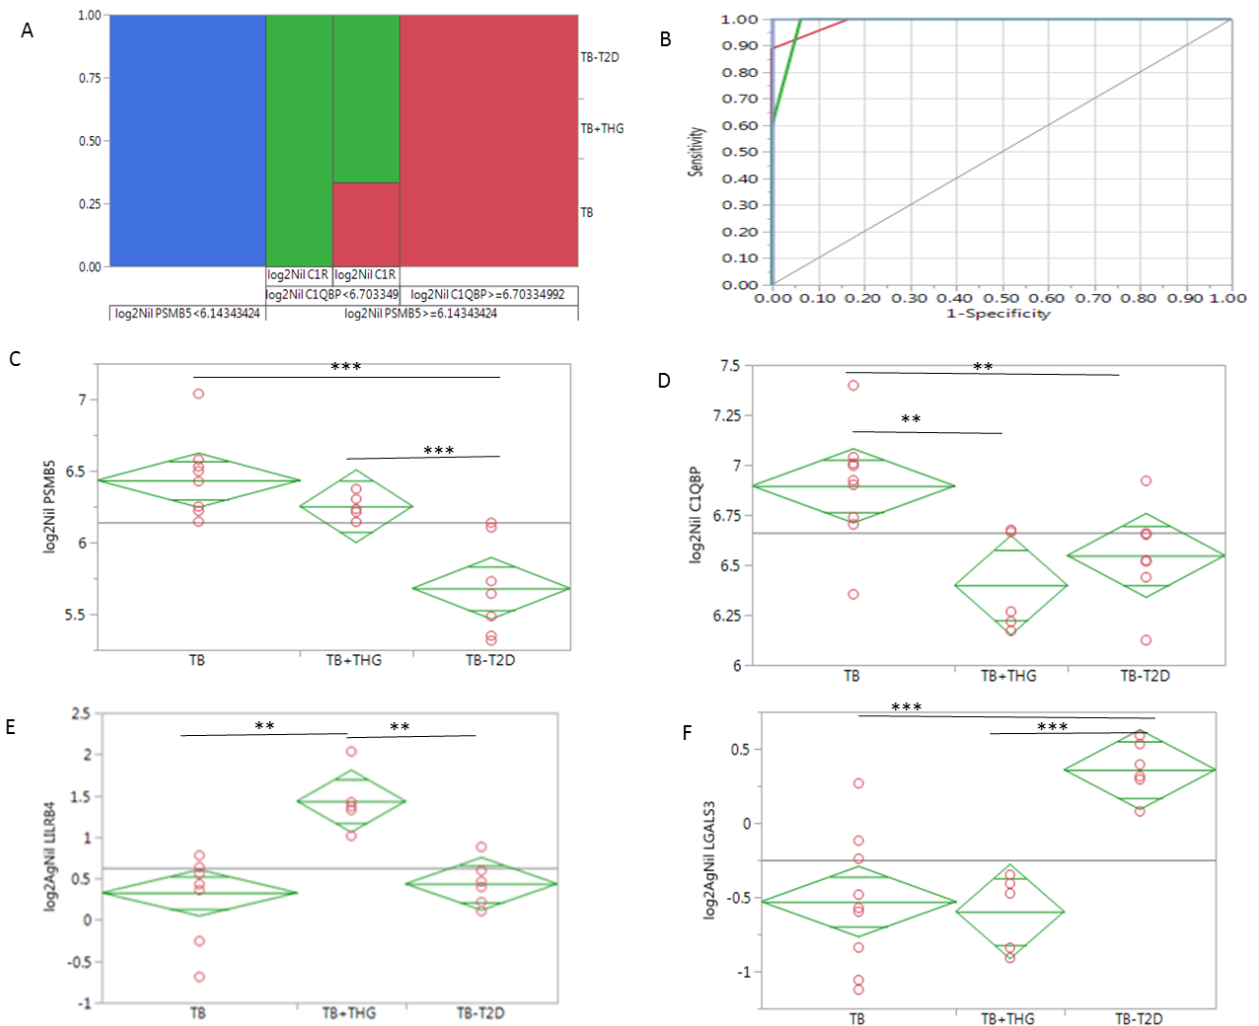 A
1.00
0.75
0.50
0.25
0.00
TB-T2D
TB+THG
TB
log2Nil C1R
log2Nil C1R
log2Nil C1QBP<6.703349
log2Nil C1QBP>=6.70334992
log2Nil PSMB5<6.14343424
log2Nil PSMB5>=6.14343424
B
Sensitivity
1.00
0.90
0.80
0.70
0.60
0.50
0.40
0.30
0.20
0.10
0.00
0.00 0.10 0.20 0.30 0.40 0.50 0.60 0.70 0.80 0.90 1.00
1-Specificity
C
log2Nil PSMB5
7
6.5
6
5.5
***
***
TB TB+THG TB-T2D
D
log2Nil C1QBP
7.5
7.25
7
6.75
6.5
6.25
6
**
**
TB TB+THG TB-T2D
E
log2AgNil LILRB4
2.5
2
1.5
1
0.5
0
-0.5
-1
** **
TB TB+THG TB-T2D
F
log2AgNil LGALS3
0.5
0
-0.5
-1
***
***
TB TB+THG TB-T2D